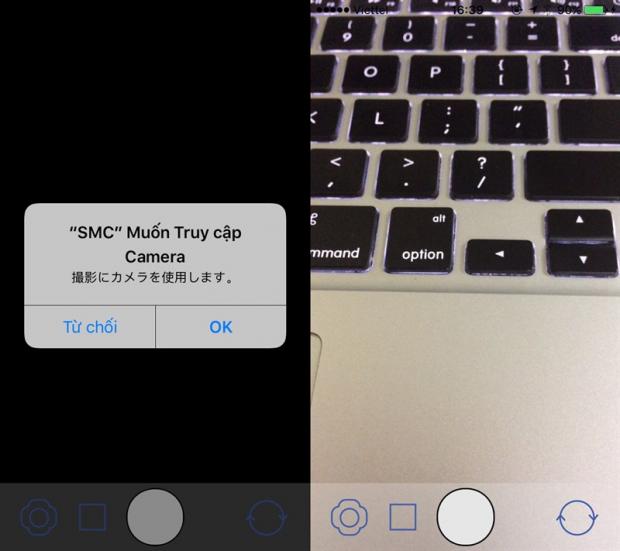 "SMC" Muốn Truy cập
Camera
撮影にカメラを使用します。
Từ chối OK
Viettel 16:39 90%
( ) - +
9 0 _ =
O P { }
[ ]
L : "
; '
< > ?
, . /
mmand
alt
option